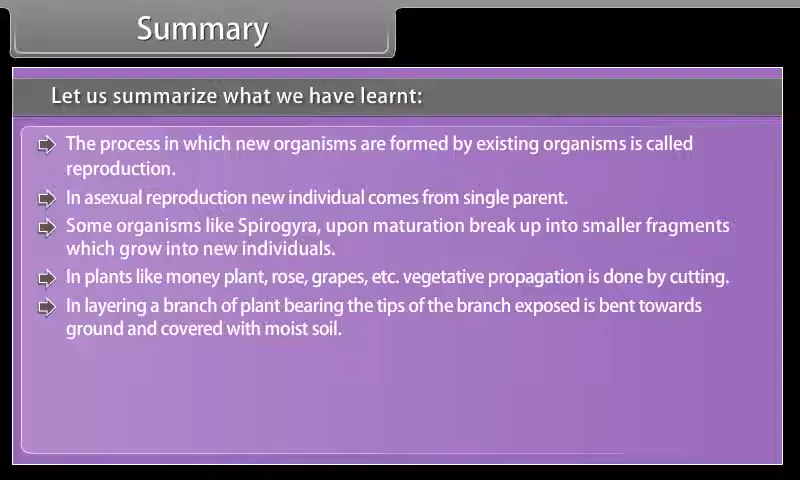 Summary
Let us summarize what we have learnt:
The process in which new organisms are formed by existing organisms is called
reproduction.
In asexual reproduction new individual comes from single parent.
Some organisms like Spirogyra, upon maturation break up into smaller fragments
which grow into new individuals.
In plants like money plant, rose, grapes, etc. vegetative propagation is done by cutting.
In layering a branch of plant bearing the tips of the branch exposed is bent towards
ground and covered with moist soil.